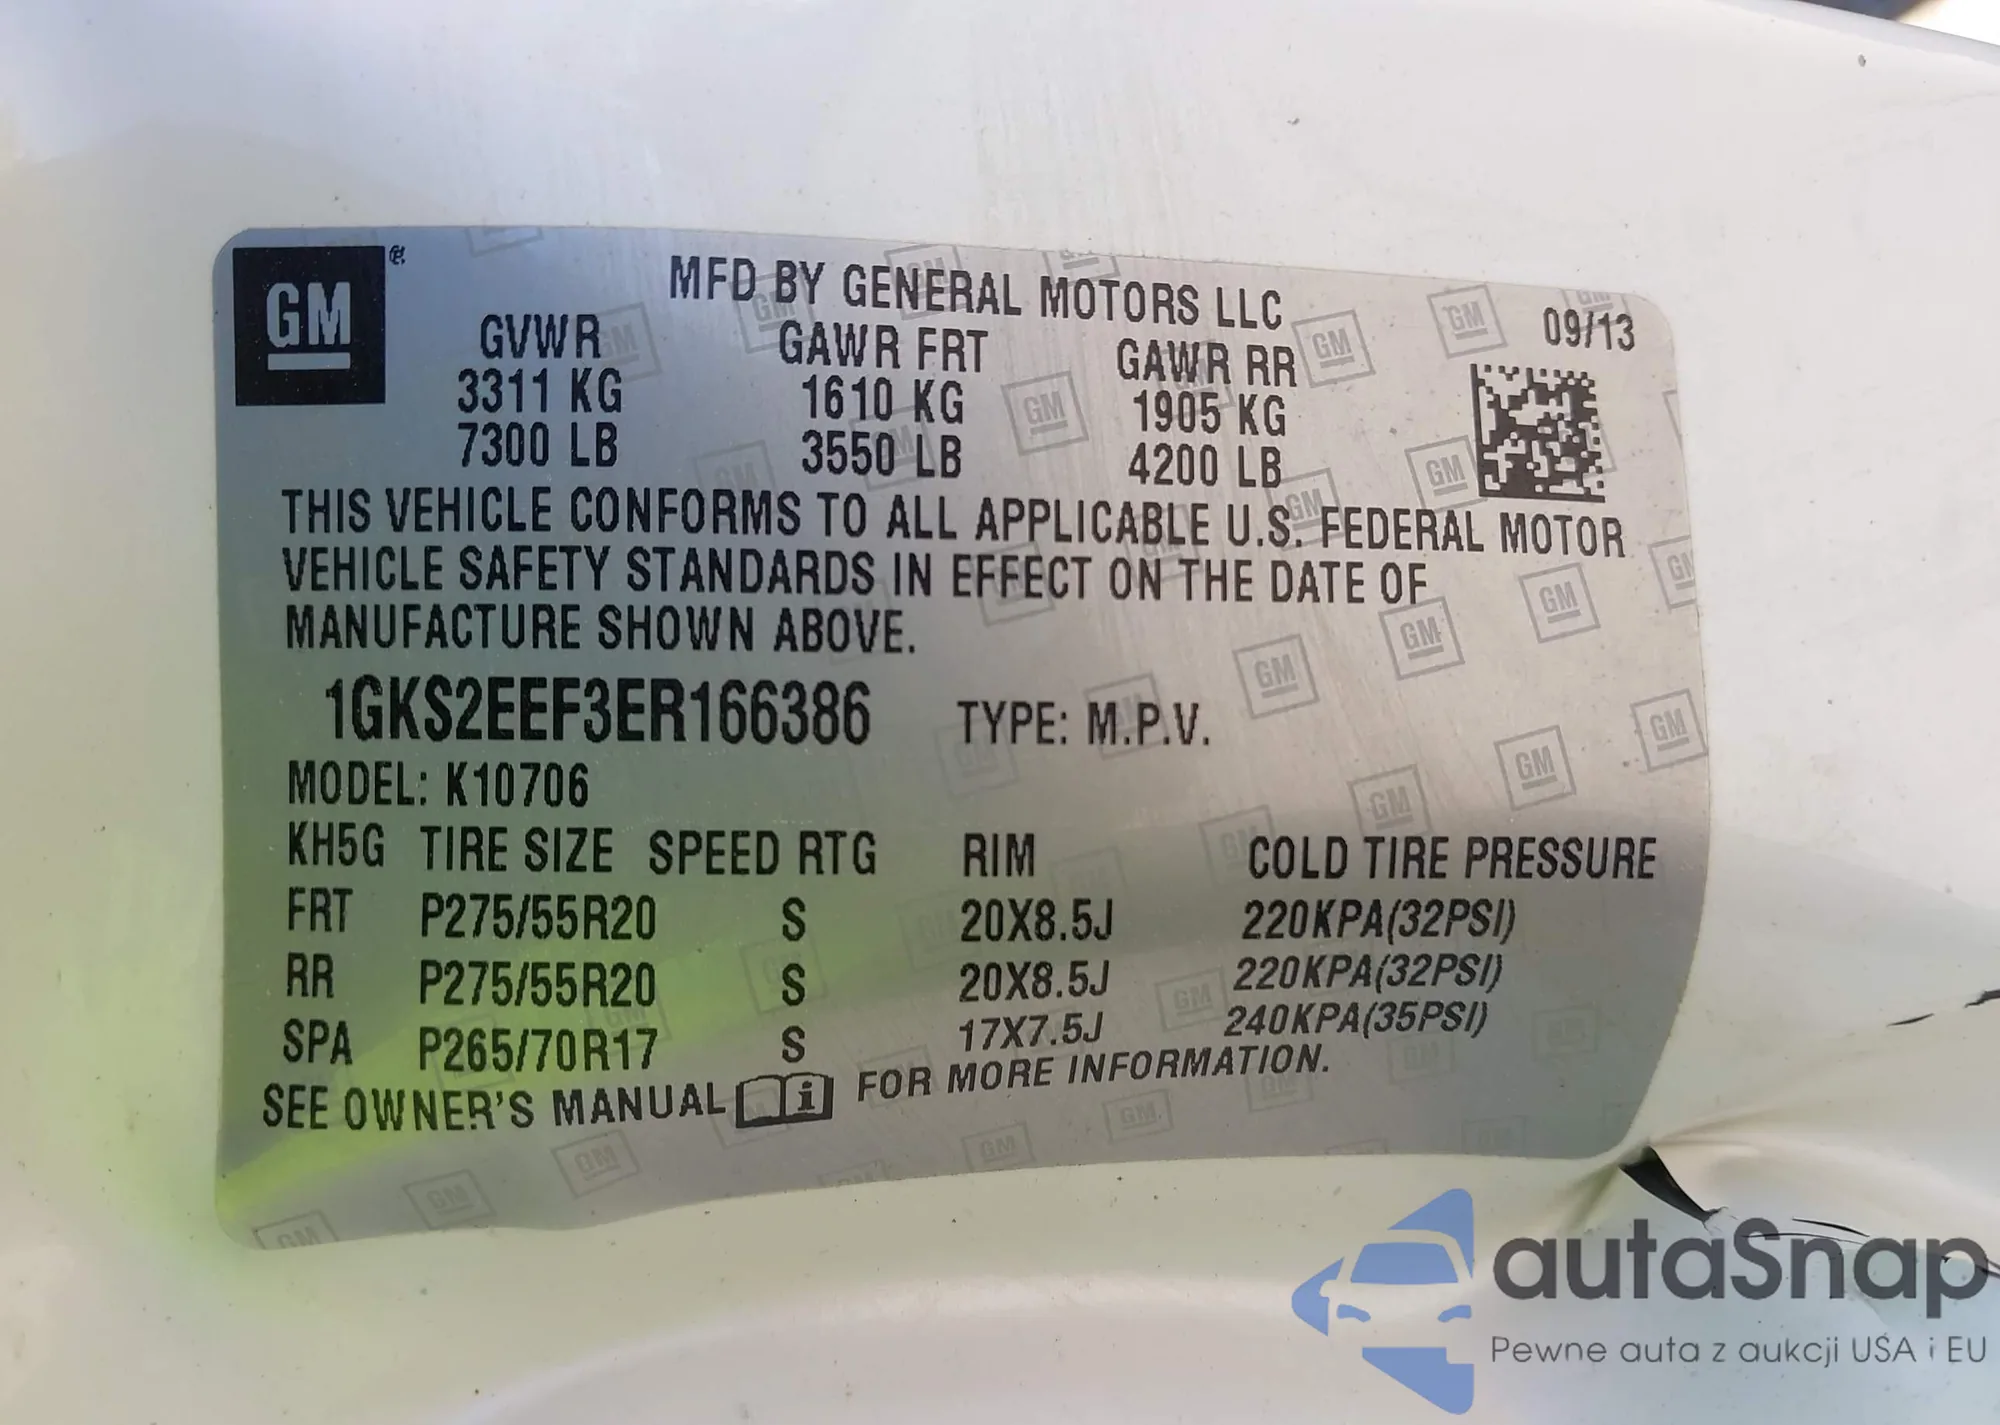 GM
MFD BY GENERAL MOTORS LLC
09/13
GVWR GAWR FRT GAWR RR
3311 KG 1610 KG 1905 KG
7300 LB 3550 LB 4200 LB
THIS VEHICLE CONFORMS TO ALL APPLICABLE U.S. FEDERAL MOTOR
VEHICLE SAFETY STANDARDS IN EFFECT ON THE DATE OF
MANUFACTURE SHOWN ABOVE.
1GKS2EEF3ER166386 TYPE: M.P.V.
MODEL: K10706
KH5G TIRE SIZE SPEED RTG RIM COLD TIRE PRESSURE
FRT P275/55R20 S 20X8.5J 220KPA(32PSI)
RR P275/55R20 S 20X8.5J 220KPA(32PSI)
SPA P265/70R17 S 17X7.5J 240KPA(35PSI)
SEE OWNER'S MANUAL i FOR MORE INFORMATION.
autaSnap
Pewne auta z aukcji USA i EU